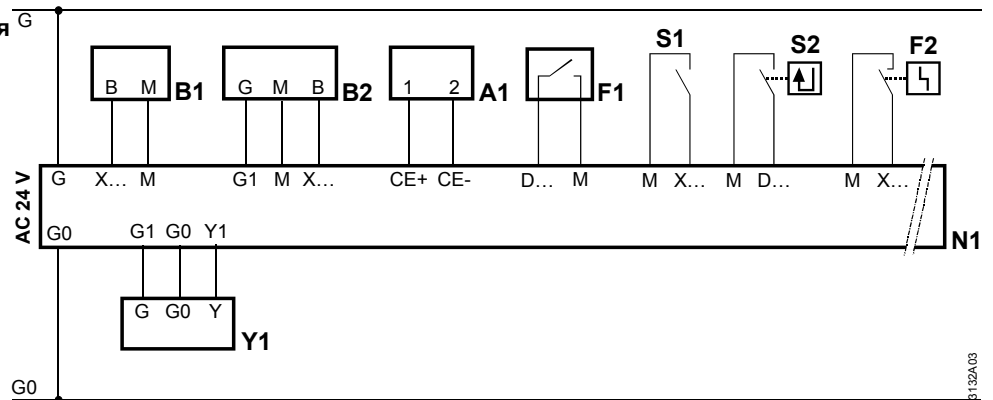 G
я
S1
S2
F2
B M
B1
G M B
B2
1 2
A1
F1
AC 24 V
G X... M G1 M X... CE+ CE- D... M M X... M D... M X...
G0 G1 G0 Y1
N1
G G0 Y
Y1
G0
3132A03